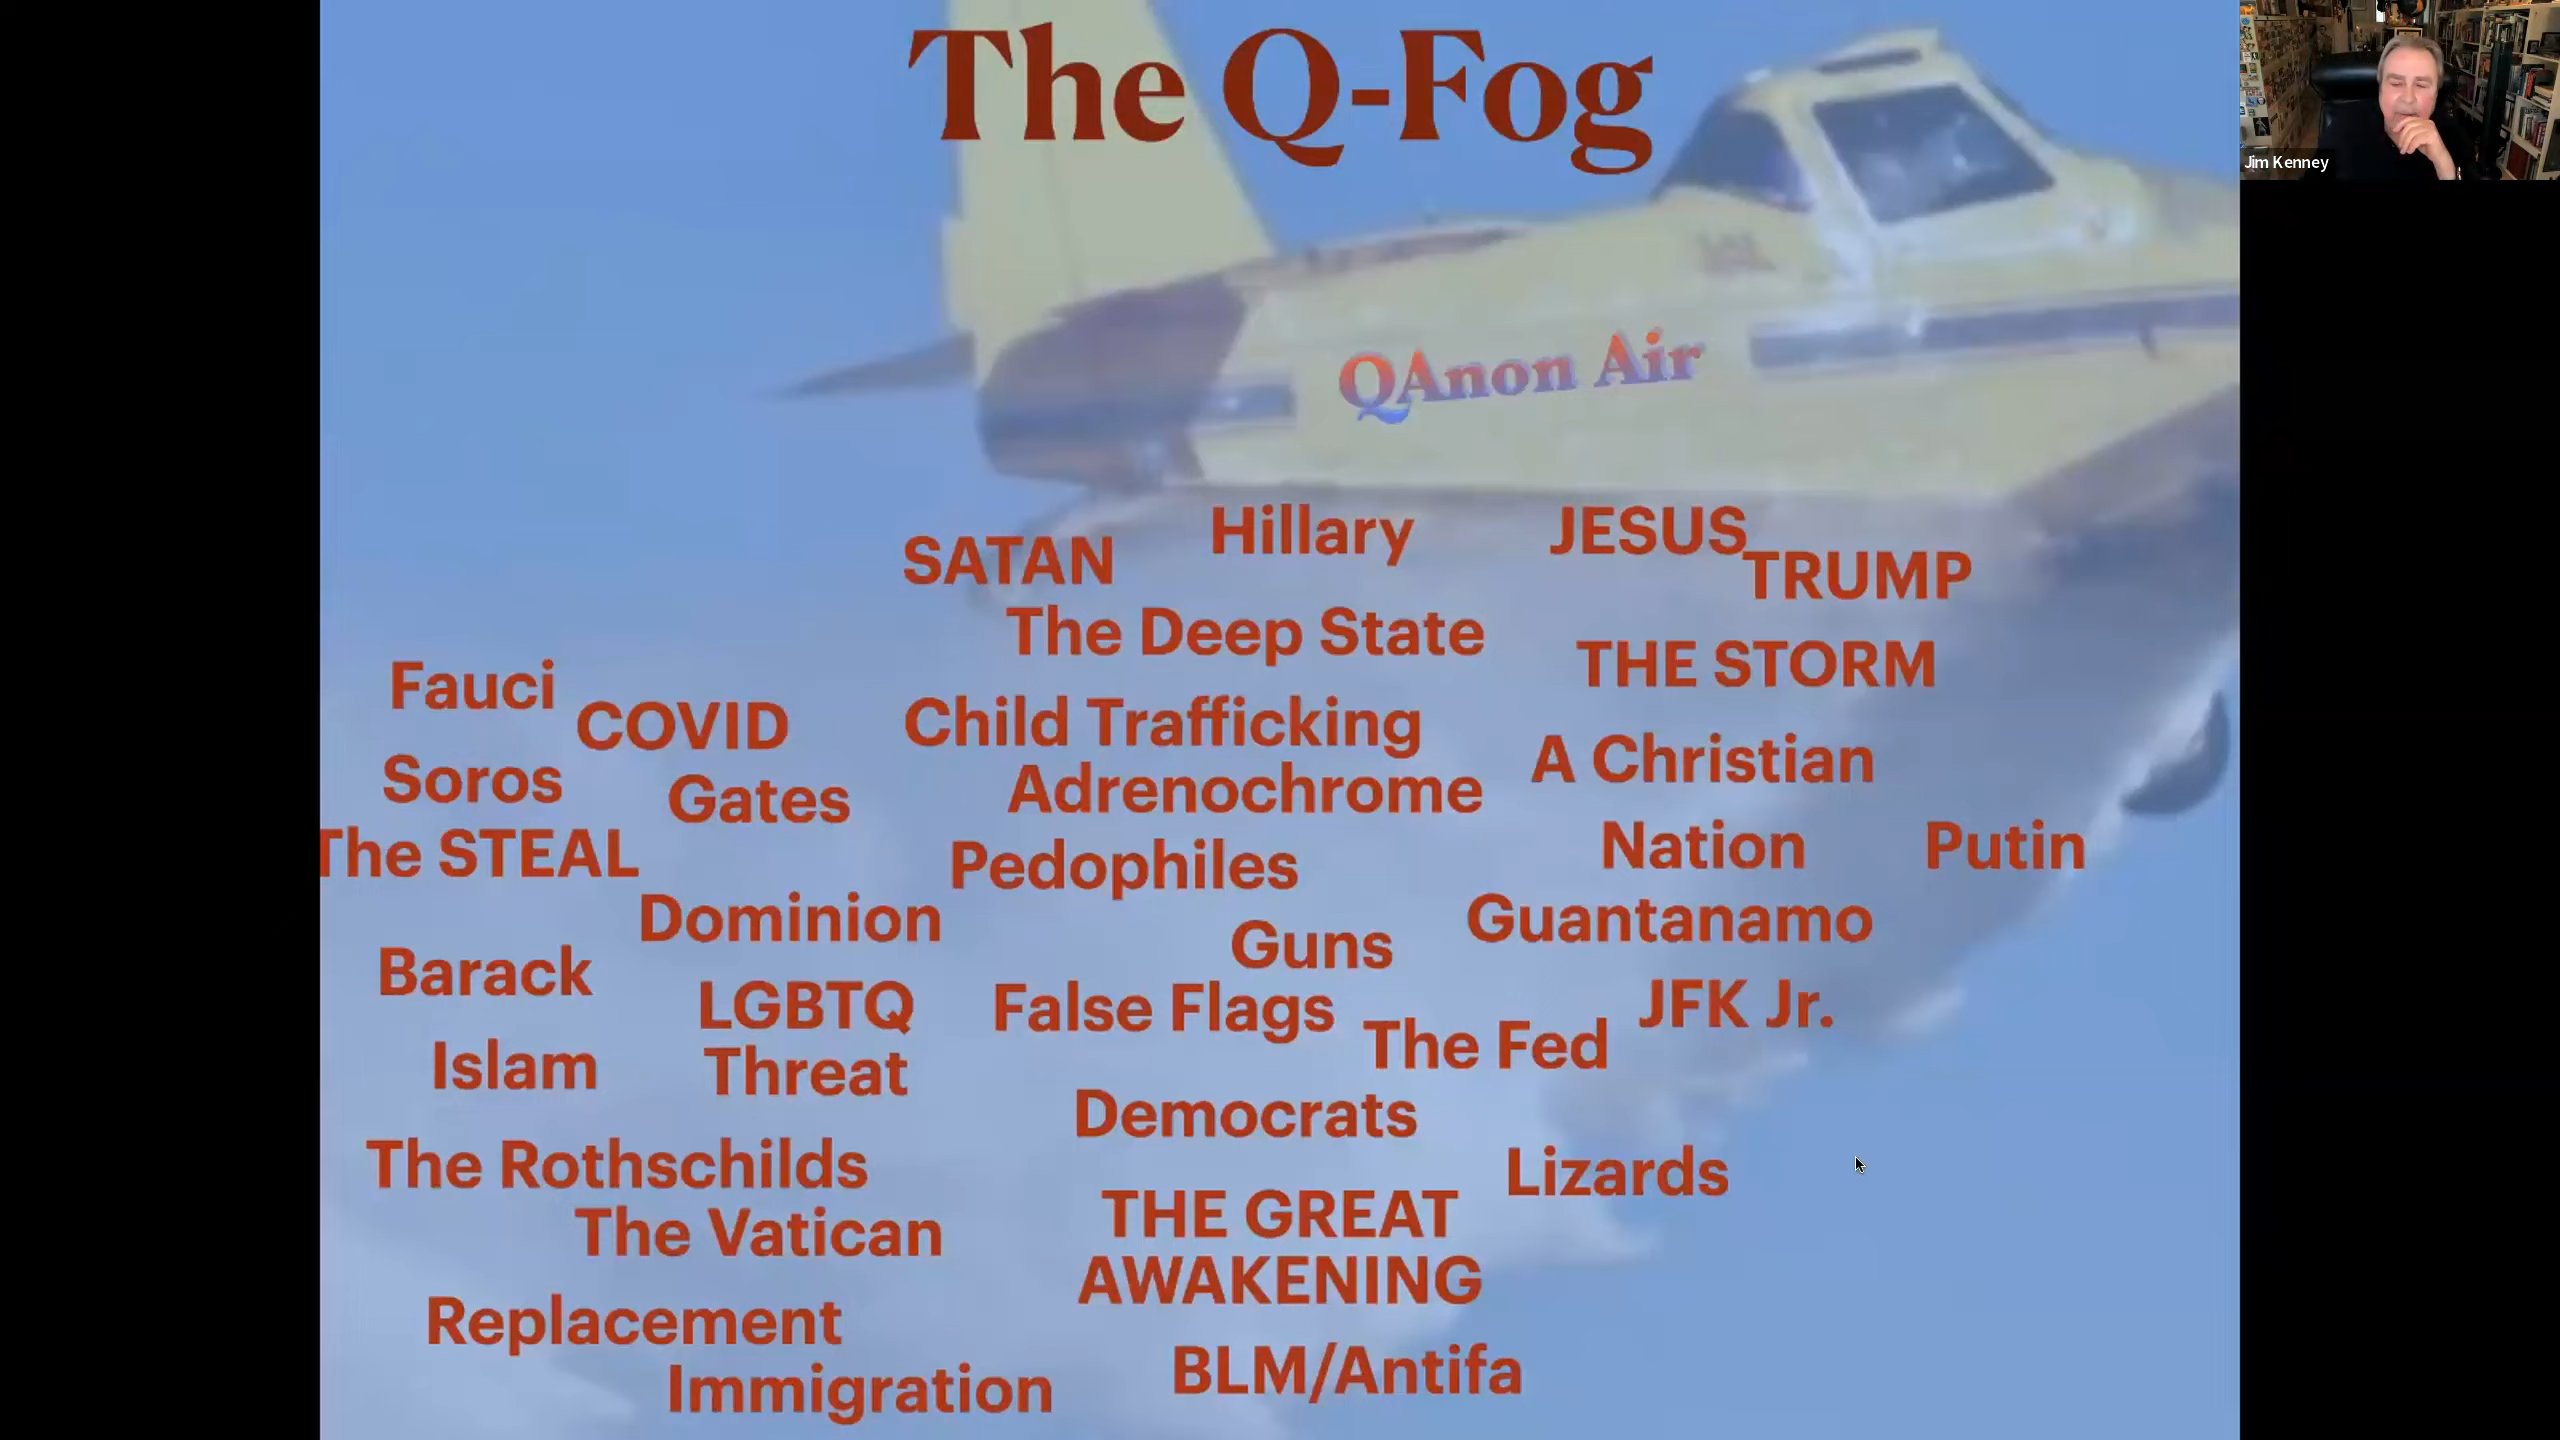 The Q-Fog
Jim Kenney
QAnon Air
SATAN
Hillary
JESUS
TRUMP
The Deep State
THE STORM
Fauci
COVID
Child Trafficking
A Christian
Soros
Gates
Adrenochrome
The STEAL
Pedophiles
Nation
Putin
Dominion
Guns
Guantanamo
Barack
LGBTQ
False Flags
The Fed
JFK Jr.
Islam
Threat
Democrats
The Rothschilds
Lizards
The Vatican
THE GREAT
AWAKENING
Replacement
Immigration
BLM/Antifa